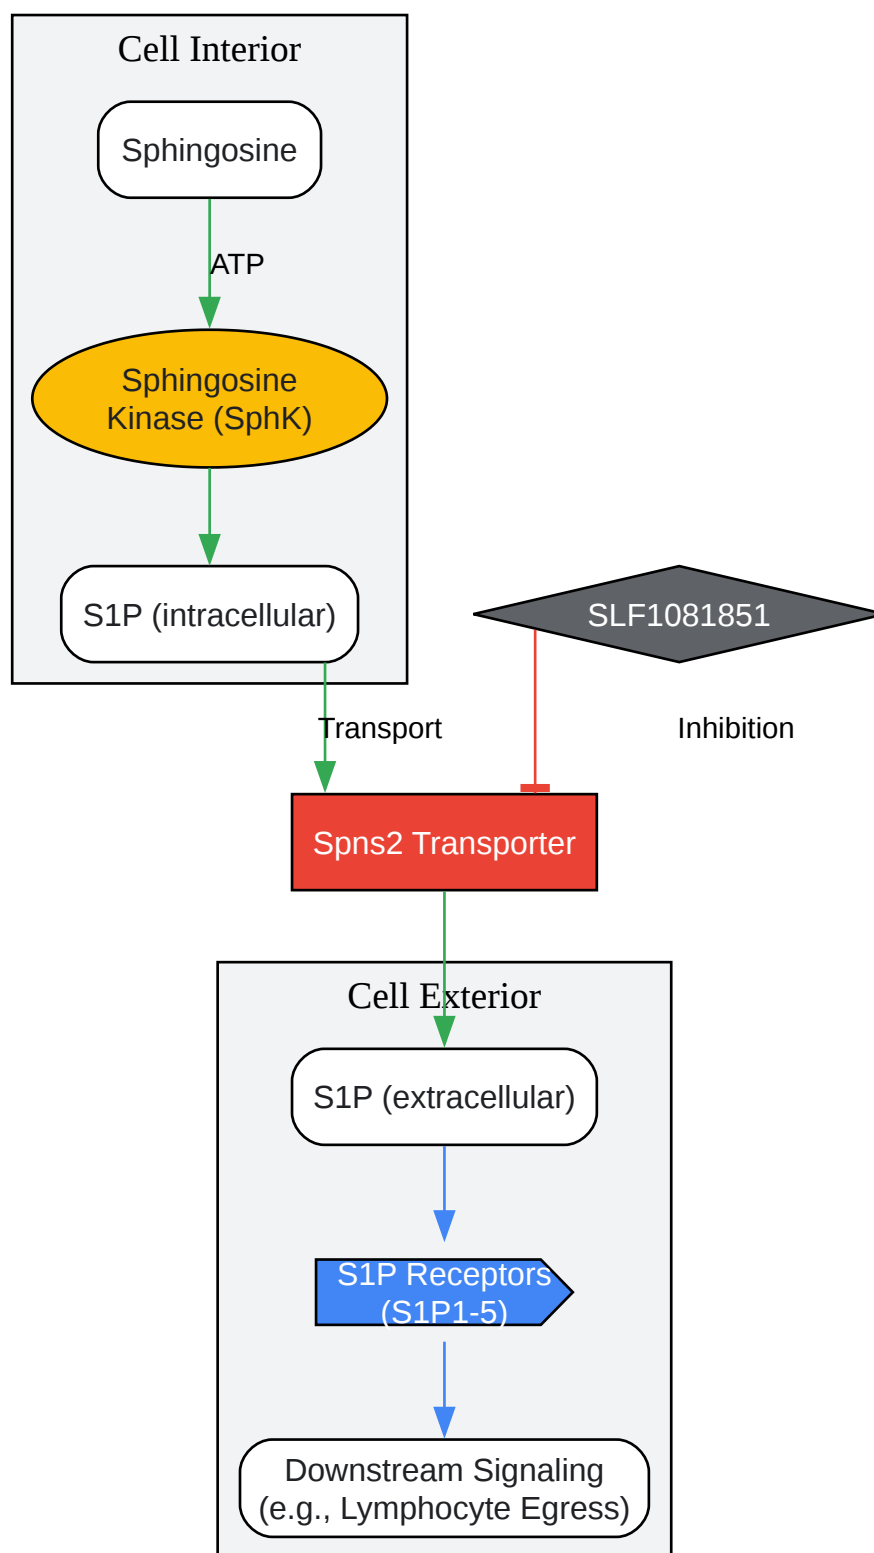 Cell Interior
Sphingosine
ATP
Sphingosine
Kinase (SphK)
S1P (intracellular)
SLF1081851
Transport
Inhibition
Spns2 Transporter
Cell Exterior
S1P (extracellular)
S1P Receptors
(S1P1-5)
Downstream Signaling
(e.g., Lymphocyte Egress)